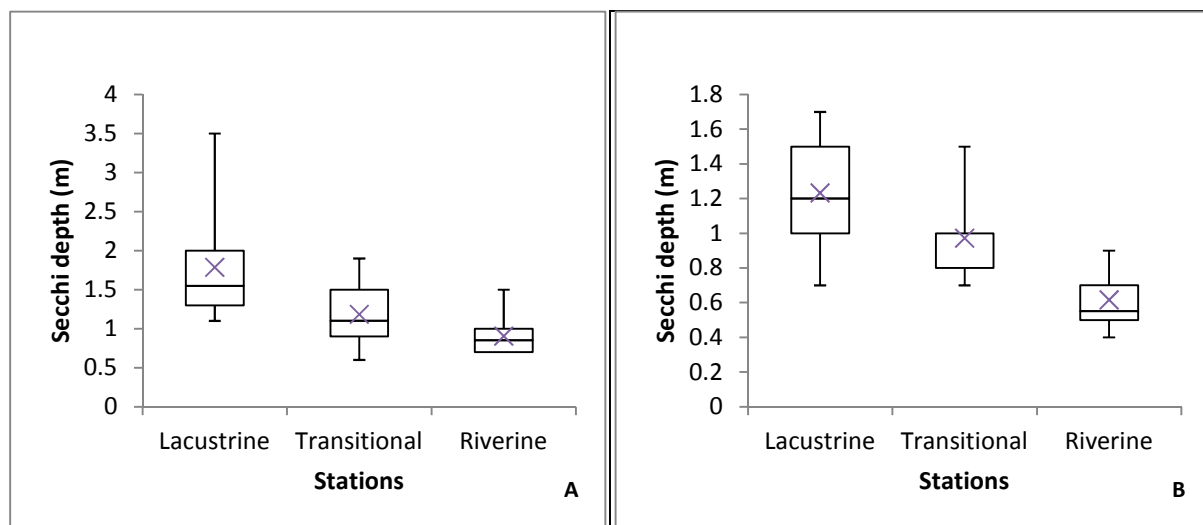 Secchi depth (m)
4
3.5
3
2.5
2
1.5
1
0.5
0
Lacustrine Transitional Riverine
Stations
A
Secchi depth (m)
1.8
1.6
1.4
1.2
1
0.8
0.6
0.4
0.2
0
Lacustrine Transitional Riverine
Stations
B